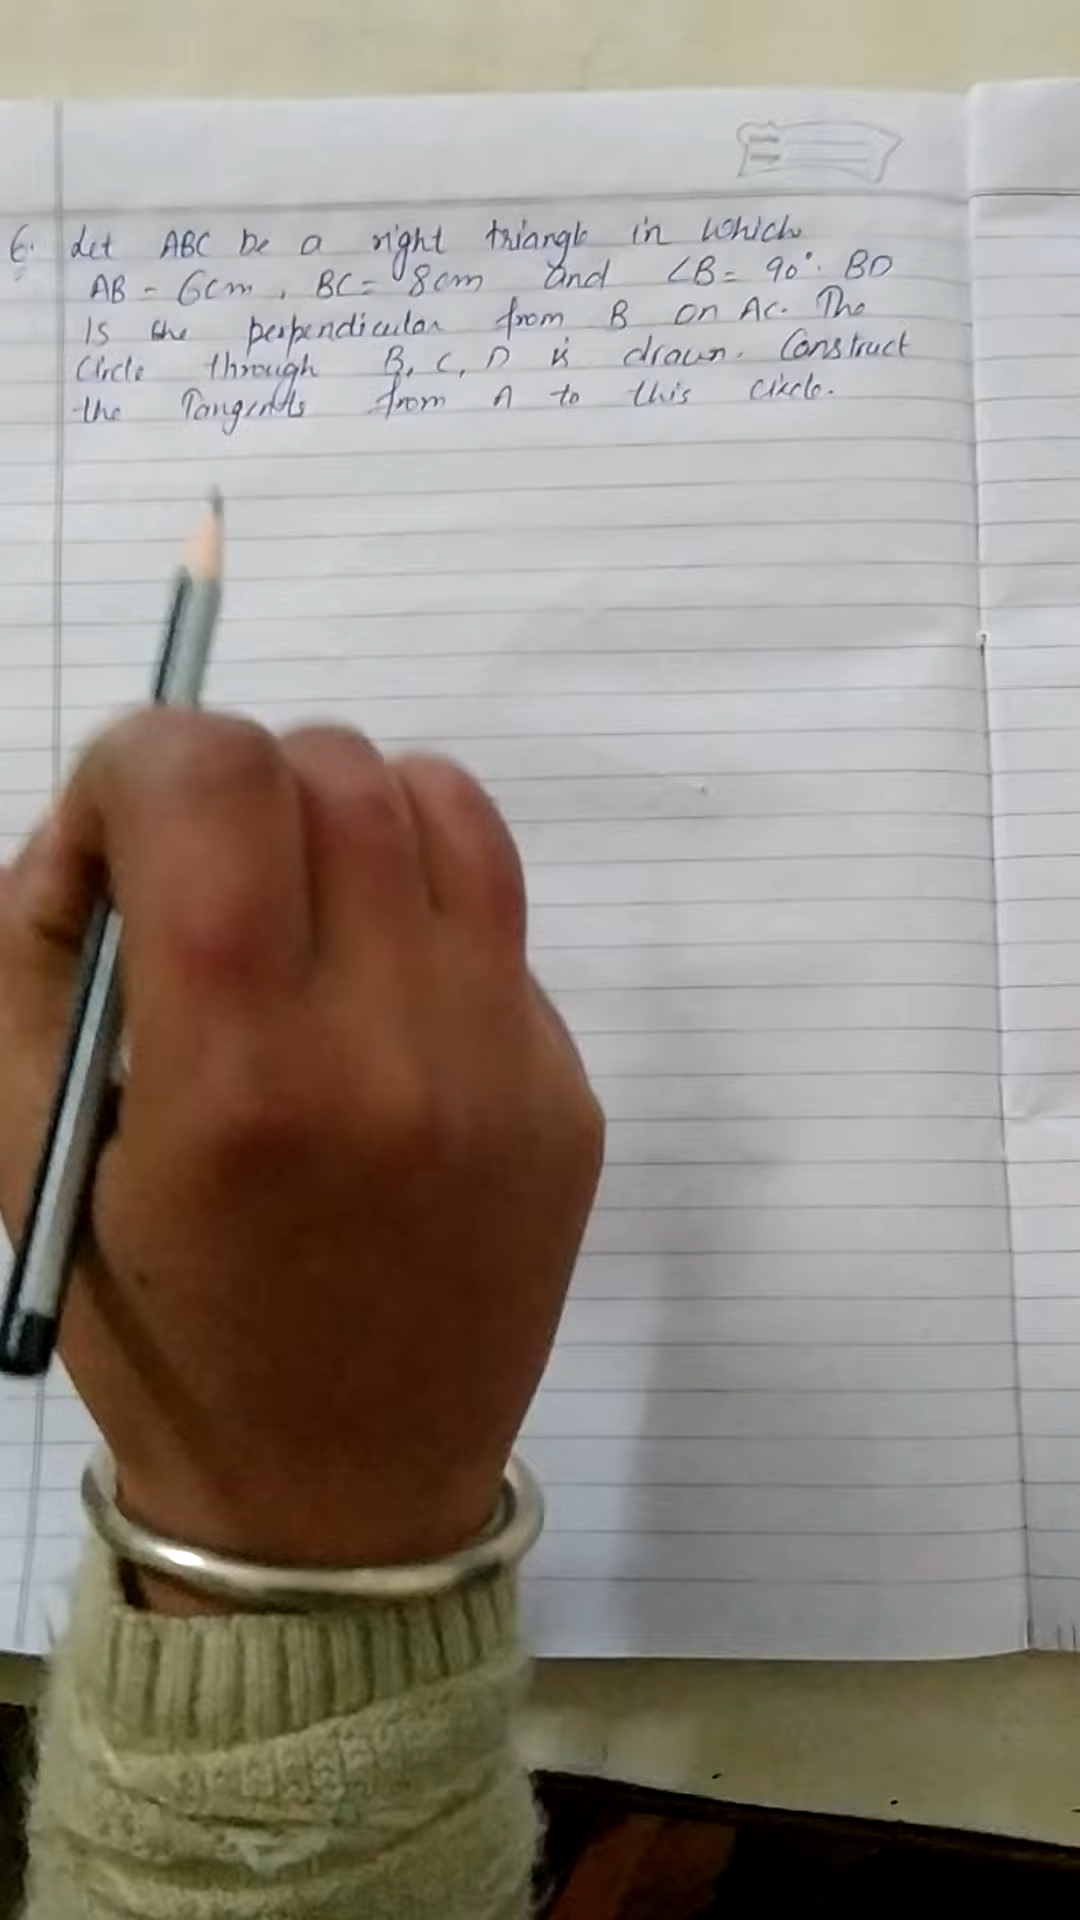 6. Let ABC be a right triangle in which
AB = 6cm, BC = 8cm and ∠B = 90°. BD
is the perpendicular from B on AC. The
Circle through B, C, D is drawn. Construct
the Tangents from A to this circle.